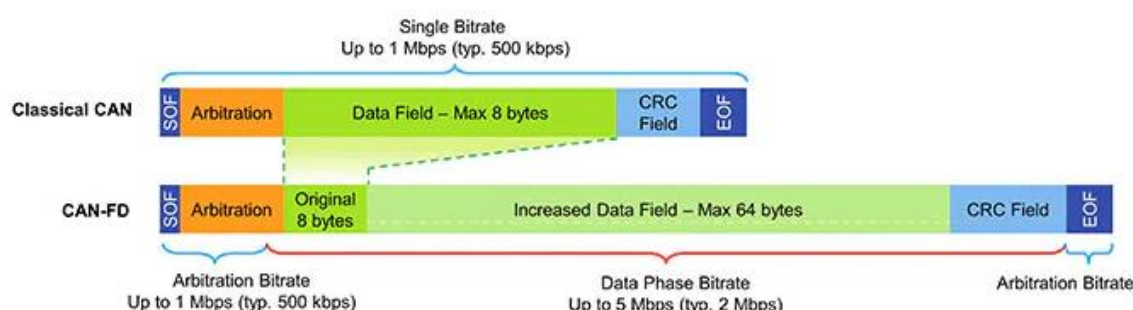 Single Bitrate
Up to 1 Mbps (typ. 500 kbps)
Classical CAN
SOF
Arbitration
Data Field – Max 8 bytes
CRC
Field
EOF
CAN-FD
SOF
Arbitration
Original
8 bytes
Increased Data Field – Max 64 bytes
CRC Field
EOF
Arbitration Bitrate
Up to 1 Mbps (typ. 500 kbps)
Data Phase Bitrate
Up to 5 Mbps (typ. 2 Mbps)
Arbitration Bitrate